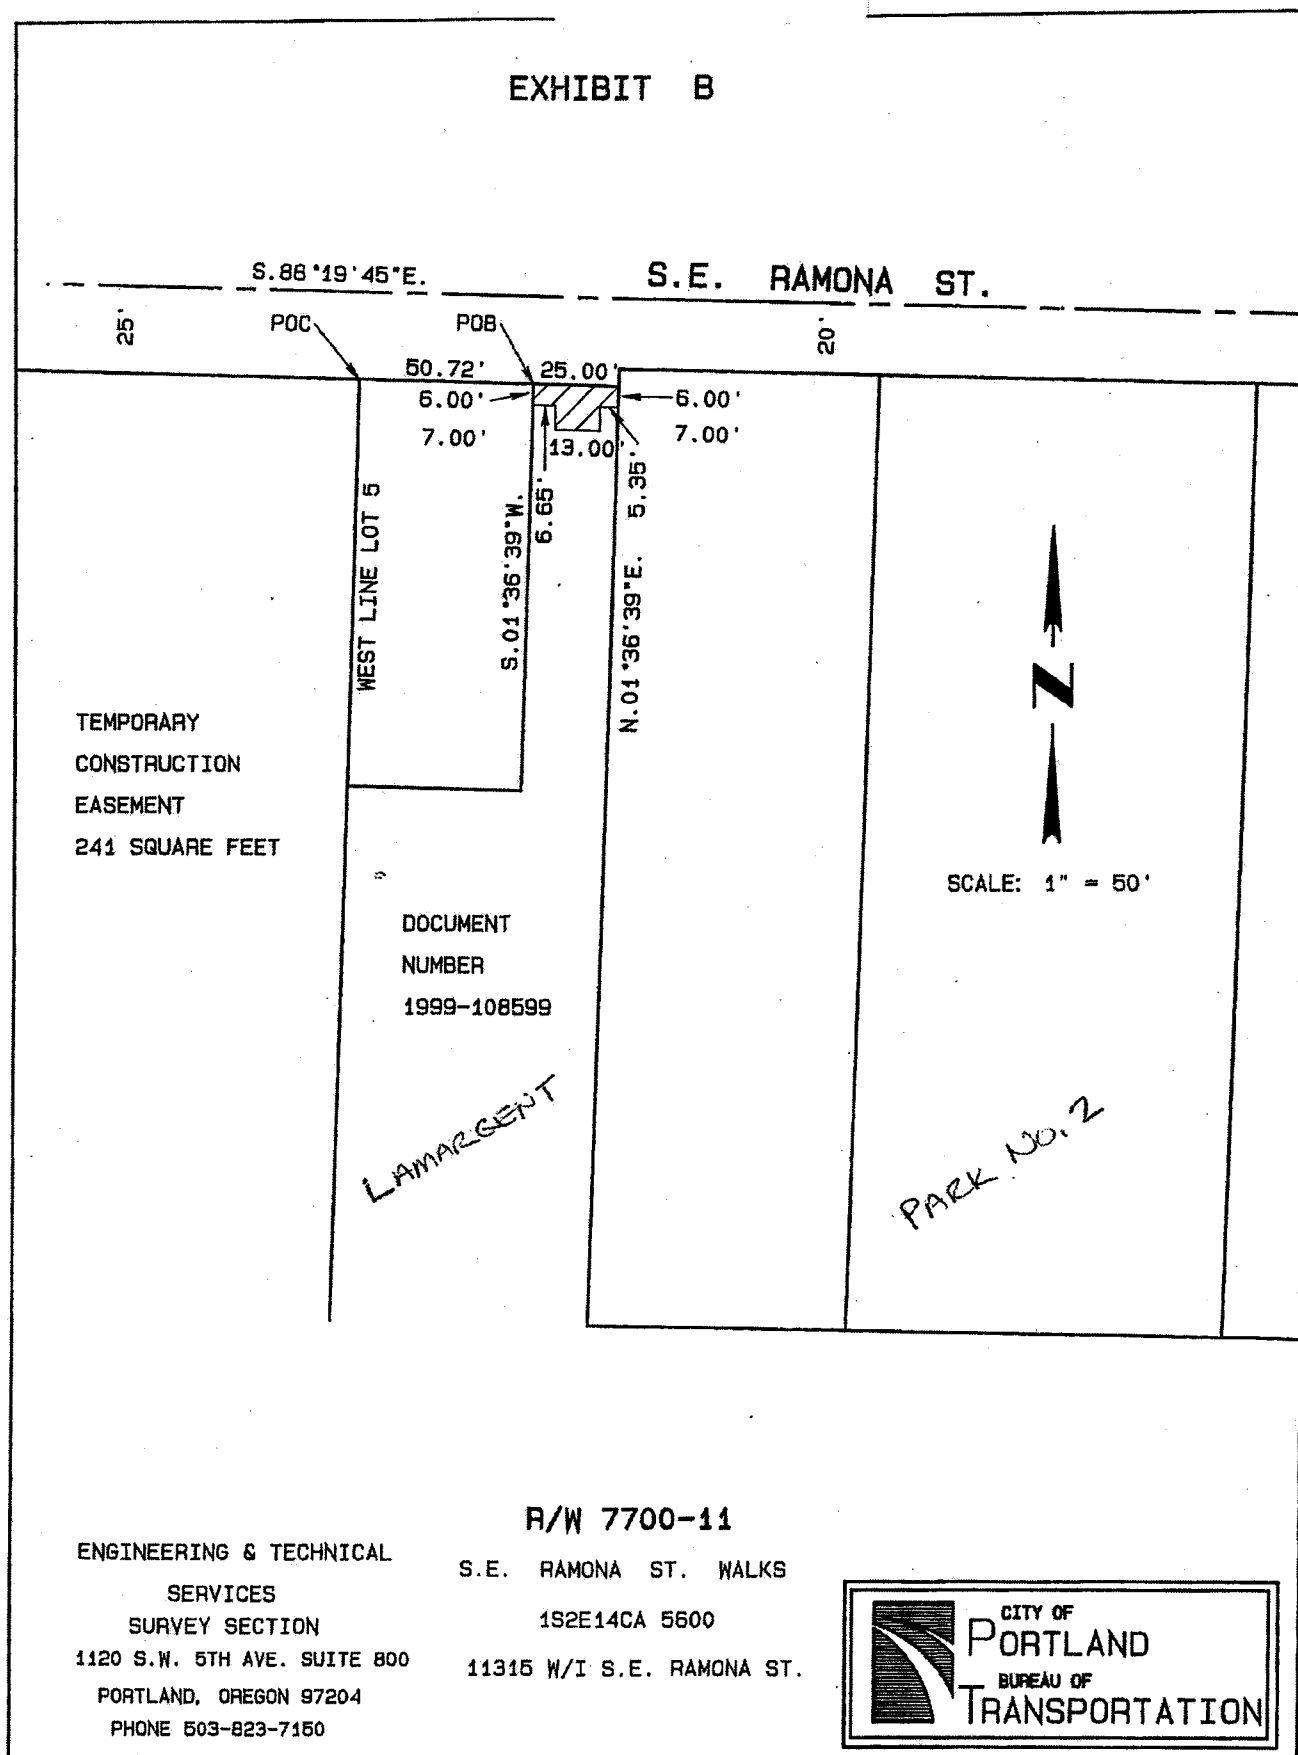 EXHIBIT B
S.86°19'45"E.
S.E. RAMONA ST.
25'
POC
POB
20'
50.72'
25.00'
6.00'
6.00'
7.00'
13.00'
7.00'
WEST LINE LOT 5
S.01°36'39"W.
6.65'
N.01°36'39"E. 5.35'
N
TEMPORARY
CONSTRUCTION
EASEMENT
241 SQUARE FEET
SCALE: 1" = 50'
DOCUMENT
NUMBER
1999-108599
LAMARGENT
PARK NO. 2
R/W 7700-11
ENGINEERING & TECHNICAL
SERVICES
SURVEY SECTION
1120 S.W. 5TH AVE. SUITE 800
PORTLAND, OREGON 97204
PHONE 503-823-7150
S.E. RAMONA ST. WALKS
1S2E14CA 5600
11315 W/I S.E. RAMONA ST.
CITY OF
PORTLAND
BUREAU OF
TRANSPORTATION